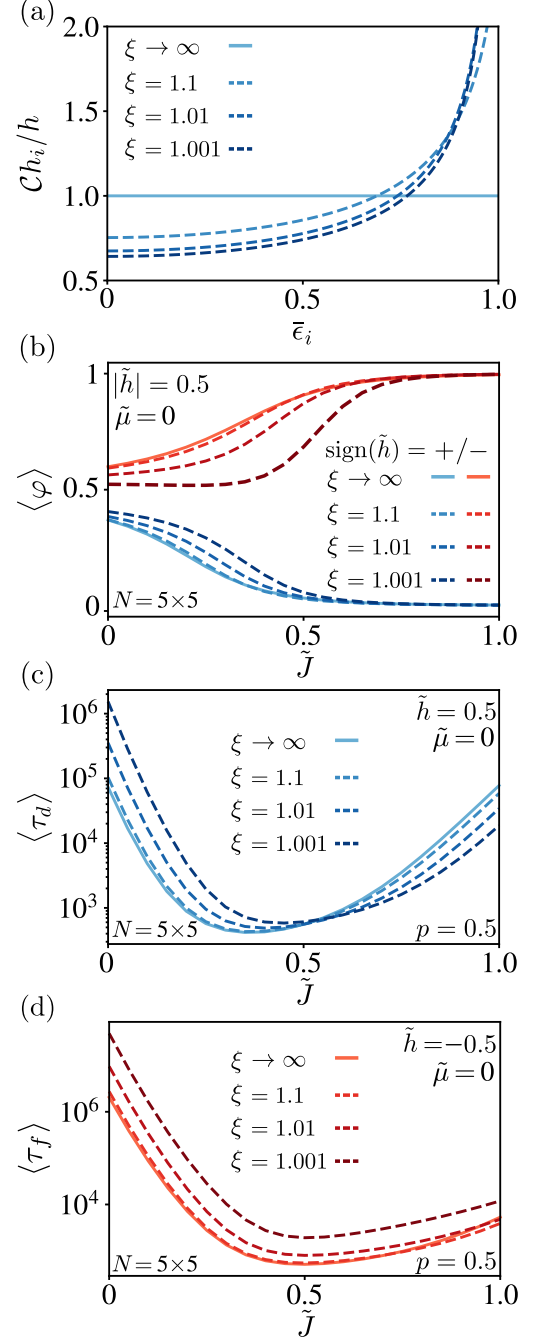 (a)
2.0
ξ → ∞
ξ = 1.1
ξ = 1.01
ξ = 1.001
1.5
1.0
0.5
𝒞h_i/h
0 0.5 1.0
ε̄_i
(b)
1
|h̃| = 0.5
μ̃ = 0
sign(h̃) = +/−
ξ → ∞
ξ = 1.1
ξ = 1.01
ξ = 1.001
0.5
⟨φ⟩
0
N = 5×5
0 0.5 1.0
J̃
(c)
10^6
h̃ = 0.5
μ̃ = 0
ξ → ∞
ξ = 1.1
ξ = 1.01
ξ = 1.001
10^5
10^4
10^3
⟨τ_d⟩
N = 5×5
p = 0.5
0 0.5 1.0
J̃
(d)
h̃ = −0.5
μ̃ = 0
ξ → ∞
ξ = 1.1
ξ = 1.01
ξ = 1.001
10^6
10^4
⟨τ_f⟩
N = 5×5
p = 0.5
0 0.5 1.0
J̃